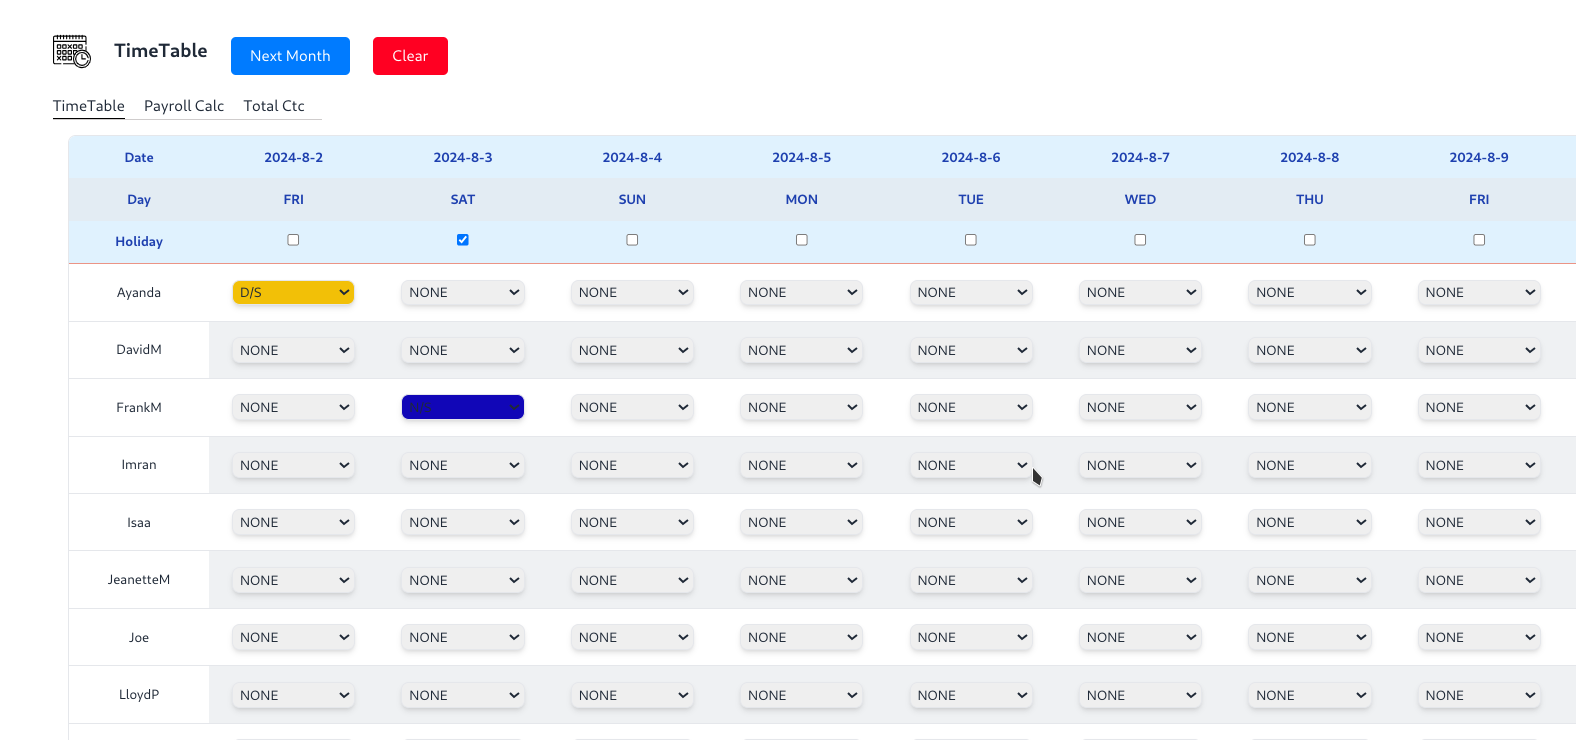 TimeTable Next Month Clear
TimeTable Payroll Calc Total Ctc
Date 2024-8-2 2024-8-3 2024-8-4 2024-8-5 2024-8-6 2024-8-7 2024-8-8 2024-8-9
Day FRI SAT SUN MON TUE WED THU FRI
Holiday
Ayanda D/S NONE NONE NONE NONE NONE NONE NONE
DavidM NONE NONE NONE NONE NONE NONE NONE NONE
FrankM NONE N/S NONE NONE NONE NONE NONE NONE
Imran NONE NONE NONE NONE NONE NONE NONE NONE
Isaa NONE NONE NONE NONE NONE NONE NONE NONE
JeanetteM NONE NONE NONE NONE NONE NONE NONE NONE
Joe NONE NONE NONE NONE NONE NONE NONE NONE
LloydP NONE NONE NONE NONE NONE NONE NONE NONE